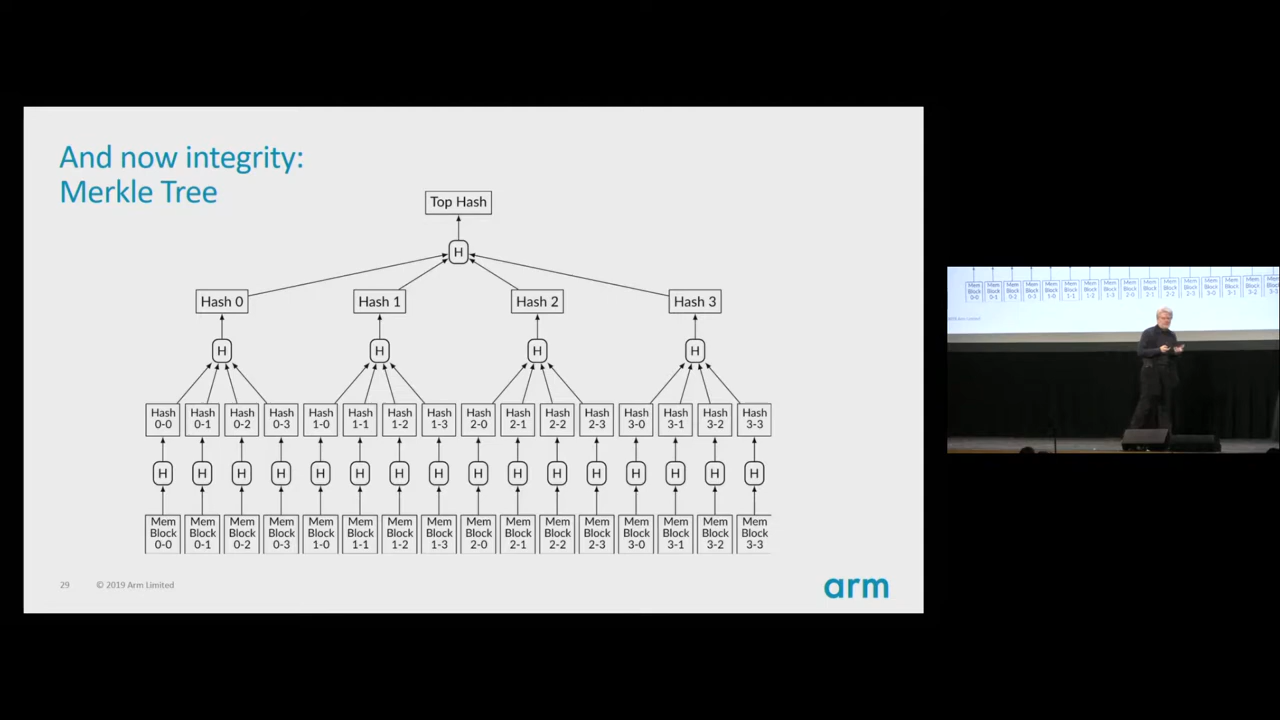 And now integrity:
Merkle Tree
Top Hash
H
Hash 0 Hash 1 Hash 2 Hash 3
H H H H
Hash Hash Hash Hash Hash Hash Hash Hash Hash Hash Hash Hash Hash Hash Hash Hash
0-0 0-1 0-2 0-3 1-0 1-1 1-2 1-3 2-0 2-1 2-2 2-3 3-0 3-1 3-2 3-3
H H H H H H H H H H H H H H H H
Mem Mem Mem Mem Mem Mem Mem Mem Mem Mem Mem Mem Mem Mem Mem Mem
Block Block Block Block Block Block Block Block Block Block Block Block Block Block Block Block
0-0 0-1 0-2 0-3 1-0 1-1 1-2 1-3 2-0 2-1 2-2 2-3 3-0 3-1 3-2 3-3
29 © 2019 Arm Limited
arm